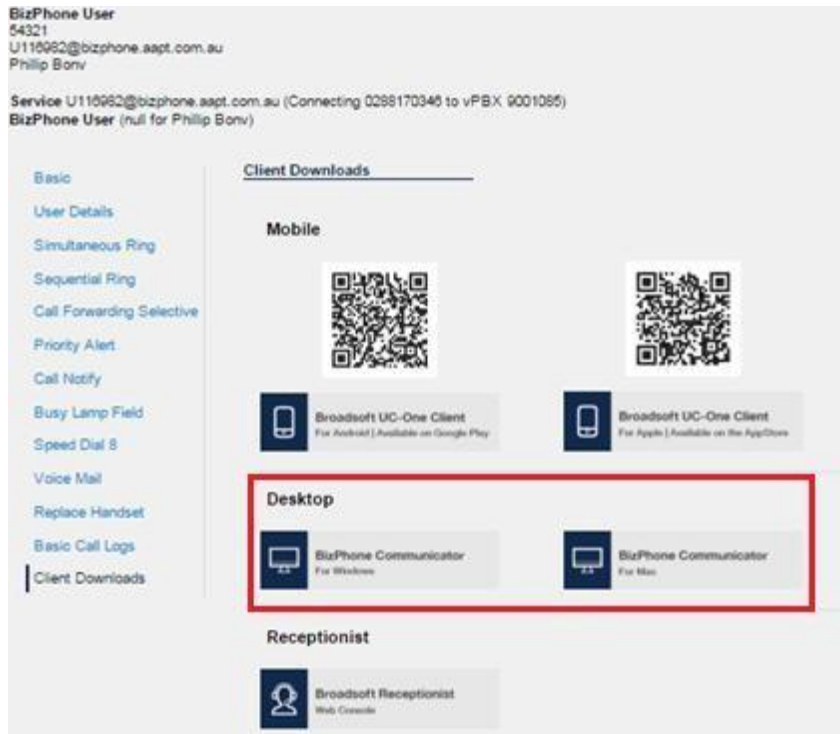 BizPhone User
54321
U116982@bizphone.aapt.com.au
Phillip Bonv
Service U116982@bizphone.aapt.com.au (Connecting 0288170346 to vPBX 9001085)
BizPhone User (null for Phillip Bonv)
Basic
User Details
Simultaneous Ring
Sequential Ring
Call Forwarding Selective
Priority Alert
Call Notify
Busy Lamp Field
Speed Dial 8
Voice Mail
Replace Handset
Basic Call Logs
Client Downloads
Client Downloads
Mobile
Broadsoft UC-One Client
For Android | Available on Google Play
Broadsoft UC-One Client
For Apple | Available on the AppStore
Desktop
BizPhone Communicator
For Windows
BizPhone Communicator
For Mac
Receptionist
Broadsoft Receptionist
Web Console